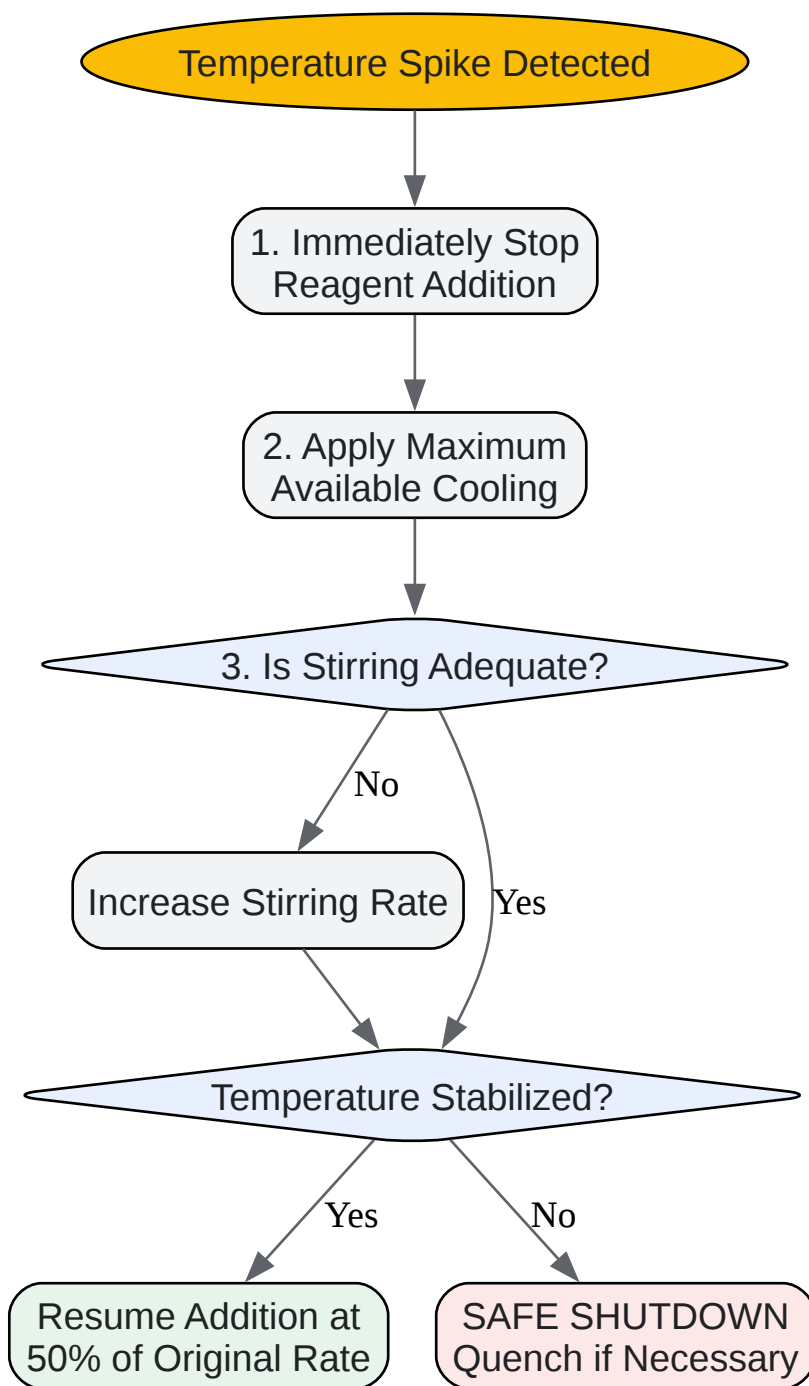 Temperature Spike Detected
1. Immediately Stop
Reagent Addition
2. Apply Maximum
Available Cooling
3. Is Stirring Adequate?
No
Increase Stirring Rate
Yes
Temperature Stabilized?
Yes
No
Resume Addition at
50% of Original Rate
SAFE SHUTDOWN
Quench if Necessary